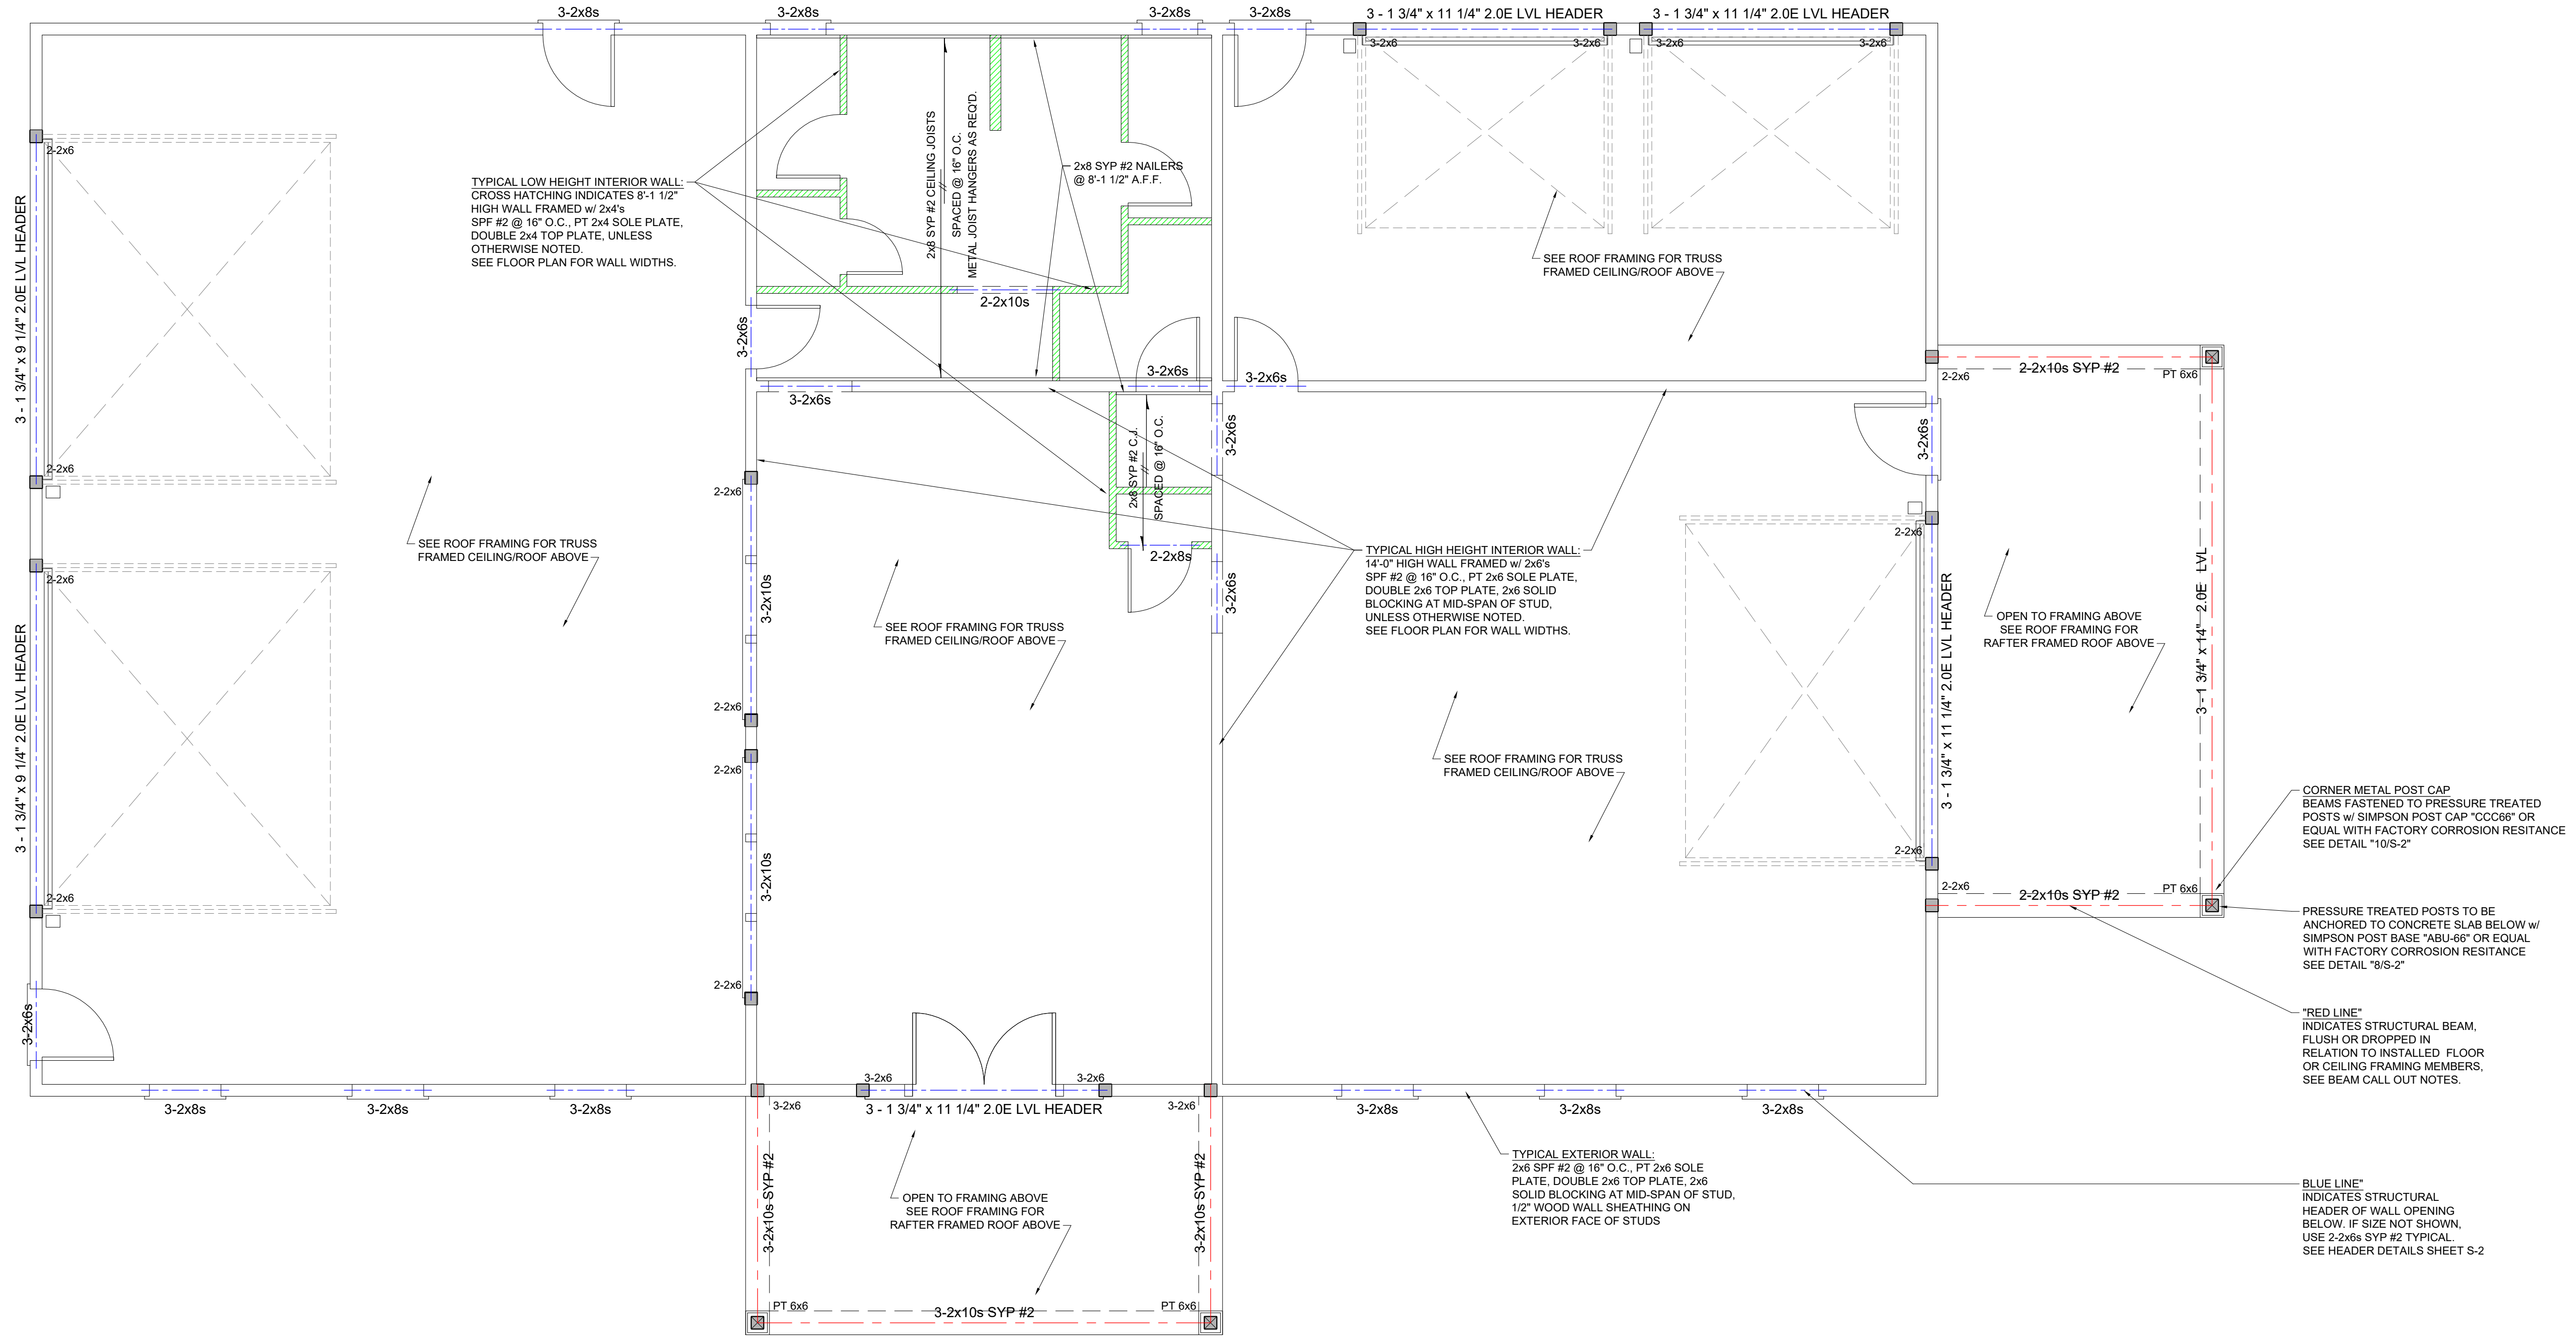 3-2x8s
3-2x8s
3-2x8s
3-2x8s
3 - 1 3/4" x 11 1/4" 2.0E LVL HEADER
3 - 1 3/4" x 11 1/4" 2.0E LVL HEADER
3-2x6
3-2x6
3-2x6
3-2x6
2-2x6
3 - 1 3/4" x 9 1/4" 2.0E LVL HEADER
2-2x6
TYPICAL LOW HEIGHT INTERIOR WALL:
CROSS HATCHING INDICATES 8'-1 1/2"
HIGH WALL FRAMED w/ 2x4's
SPF #2 @ 16" O.C., PT 2x4 SOLE PLATE,
DOUBLE 2x4 TOP PLATE, UNLESS
OTHERWISE NOTED.
SEE FLOOR PLAN FOR WALL WIDTHS.
2x8 SYP #2 CEILING JOISTS
SPACED @ 16" O.C.
METAL JOIST HANGERS AS REQ'D.
2x8 SYP #2 NAILERS
@ 8'-1 1/2" A.F.F.
2-2x10s
3-2x6s
3-2x6s
3-2x6s
3-2x6s
SEE ROOF FRAMING FOR TRUSS
FRAMED CEILING/ROOF ABOVE
2-2x10s SYP #2
2-2x6
PT 6x6
3-2x6s
2x8 SYP #2 C.J.
SPACED @ 16" O.C.
3-2x6s
2-2x8s
3-2x6s
SEE ROOF FRAMING FOR TRUSS
FRAMED CEILING/ROOF ABOVE
2-2x6
3 - 1 3/4" x 9 1/4" 2.0E LVL HEADER
2-2x6
2-2x6
3-2x10s
2-2x6
2-2x6
3-2x10s
2-2x6
SEE ROOF FRAMING FOR TRUSS
FRAMED CEILING/ROOF ABOVE
TYPICAL HIGH HEIGHT INTERIOR WALL:
14'-0" HIGH WALL FRAMED w/ 2x6's
SPF #2 @ 16" O.C., PT 2x6 SOLE PLATE,
DOUBLE 2x6 TOP PLATE, 2x6 SOLID
BLOCKING AT MID-SPAN OF STUD,
UNLESS OTHERWISE NOTED.
SEE FLOOR PLAN FOR WALL WIDTHS.
SEE ROOF FRAMING FOR TRUSS
FRAMED CEILING/ROOF ABOVE
2-2x6
3 - 1 3/4" x 11 1/4" 2.0E LVL HEADER
2-2x6
OPEN TO FRAMING ABOVE
SEE ROOF FRAMING FOR
RAFTER FRAMED ROOF ABOVE
3 - 1 3/4" x 14" 2.0E LVL
2-2x6
2-2x10s SYP #2
PT 6x6
CORNER METAL POST CAP
BEAMS FASTENED TO PRESSURE TREATED
POSTS w/ SIMPSON POST CAP "CCC66" OR
EQUAL WITH FACTORY CORROSION RESITANCE
SEE DETAIL "10/S-2"
PRESSURE TREATED POSTS TO BE
ANCHORED TO CONCRETE SLAB BELOW w/
SIMPSON POST BASE "ABU-66" OR EQUAL
WITH FACTORY CORROSION RESITANCE
SEE DETAIL "8/S-2"
"RED LINE"
INDICATES STRUCTURAL BEAM,
FLUSH OR DROPPED IN
RELATION TO INSTALLED FLOOR
OR CEILING FRAMING MEMBERS,
SEE BEAM CALL OUT NOTES.
BLUE LINE"
INDICATES STRUCTURAL
HEADER OF WALL OPENING
BELOW. IF SIZE NOT SHOWN,
USE 2-2x6s SYP #2 TYPICAL.
SEE HEADER DETAILS SHEET S-2
3-2x6s
3-2x8s
3-2x8s
3-2x8s
3-2x6
3-2x6
3-2x6
3 - 1 3/4" x 11 1/4" 2.0E LVL HEADER
3-2x6
3-2x8s
3-2x8s
3-2x8s
3-2x10s SYP #2
OPEN TO FRAMING ABOVE
SEE ROOF FRAMING FOR
RAFTER FRAMED ROOF ABOVE
3-2x10s SYP #2
PT 6x6
3-2x10s SYP #2
PT 6x6
TYPICAL EXTERIOR WALL:
2x6 SPF #2 @ 16" O.C., PT 2x6 SOLE
PLATE, DOUBLE 2x6 TOP PLATE, 2x6
SOLID BLOCKING AT MID-SPAN OF STUD,
1/2" WOOD WALL SHEATHING ON
EXTERIOR FACE OF STUDS